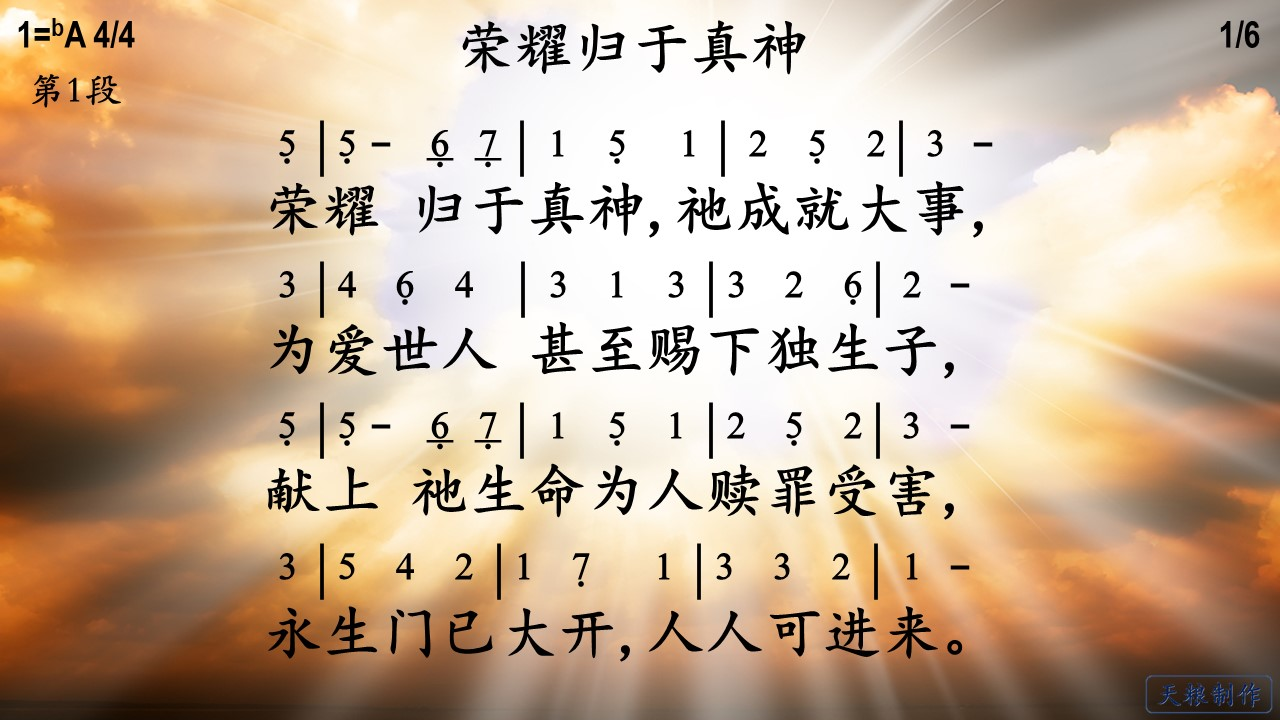 1=ᵇA 4/4
荣耀归于真神
1/6
第1段
5̣ | 5̣ - 6̣ 7̣ | 1 5̣ 1 | 2 5̣ 2 | 3 -
荣耀 归于真神,祂成就大事,
3 | 4 6̣ 4 | 3 1 3 | 3 2 6̣ | 2 -
为爱世人 甚至赐下独生子,
5̣ | 5̣ - 6̣ 7̣ | 1 5̣ 1 | 2 5̣ 2 | 3 -
献上 祂生命为人赎罪受害,
3 | 5 4 2 | 1 7̣ 1 | 3 3 2 | 1 -
永生门已大开,人人可进来。
天粮制作